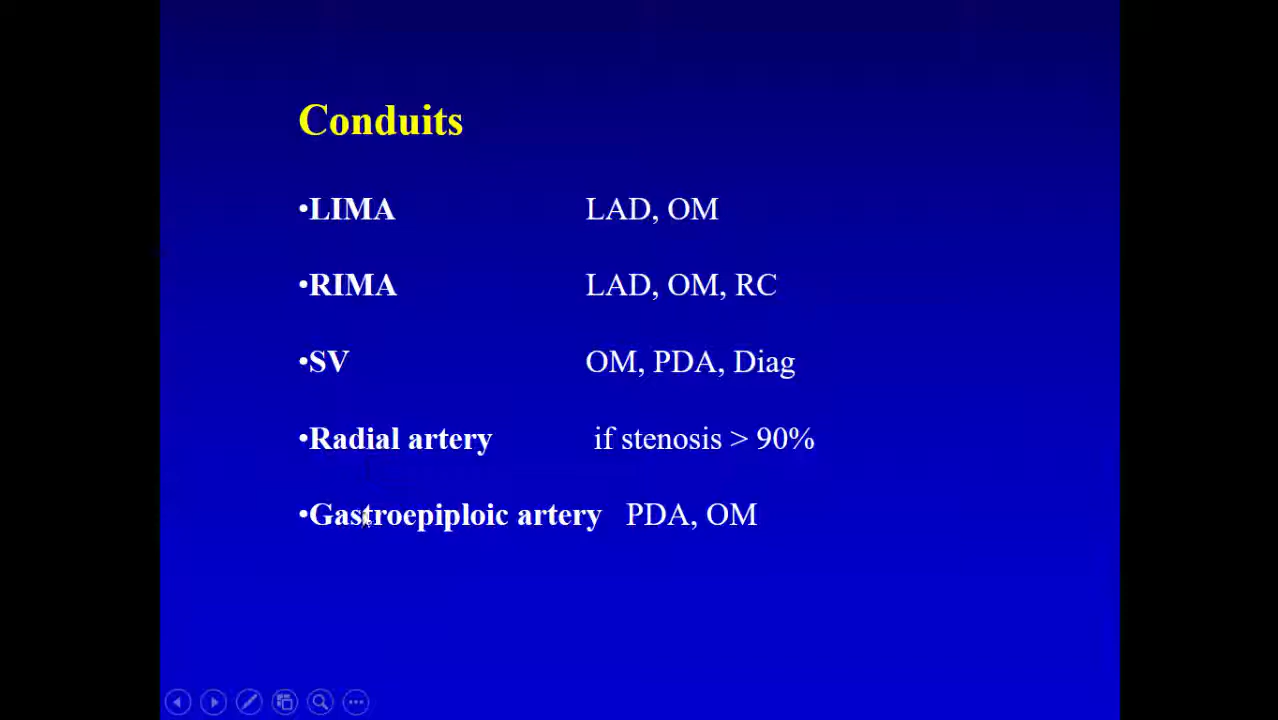 Conduits
•LIMA LAD, OM
•RIMA LAD, OM, RC
•SV OM, PDA, Diag
•Radial artery if stenosis > 90%
•Gastroepiploic artery PDA, OM